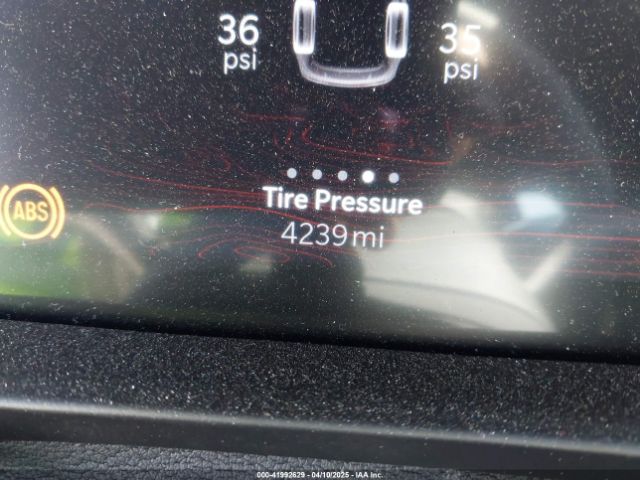 36 psi
35 psi
Tire Pressure
4239 mi
ABS
000-41992629 - 04/10/2025 - IAA Inc.